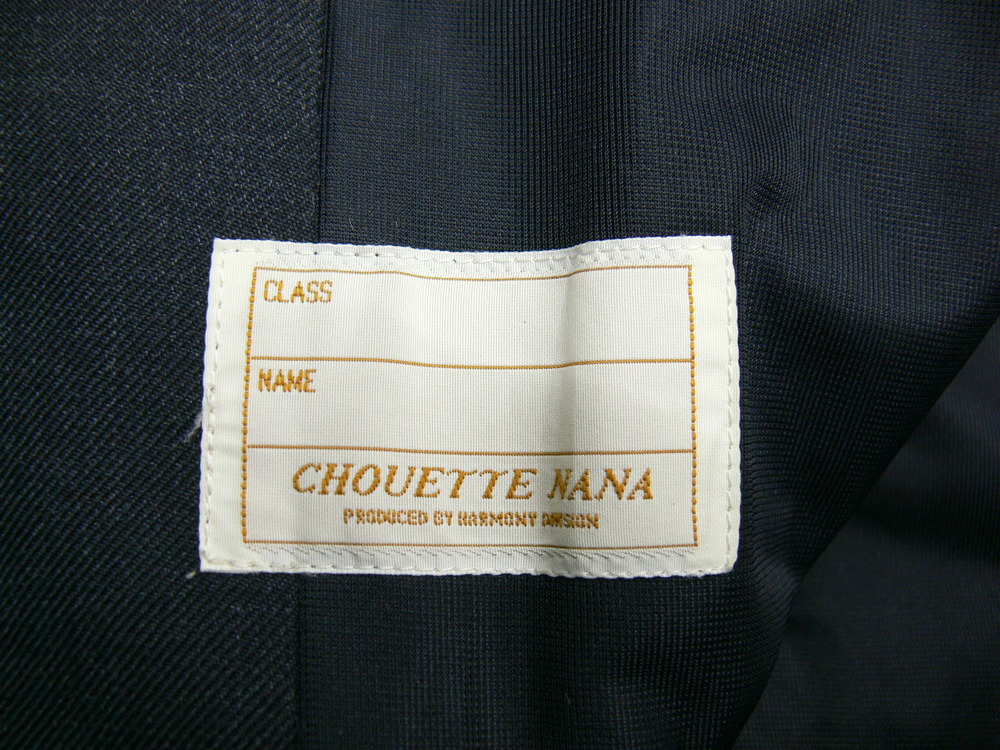 CLASS
NAME
CHOUETTE NANA
PRODUCED BY HARMONY DESIGN